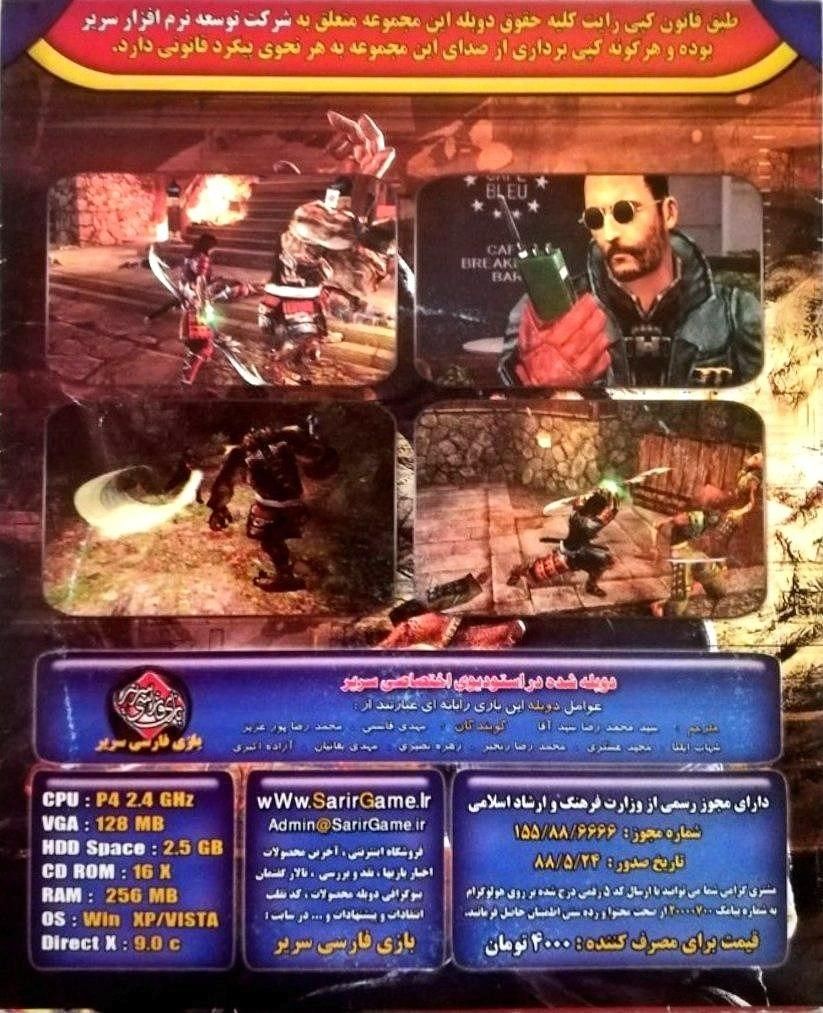 طبق قانون کپی رایت کلیه حقوق دوبله این مجموعه متعلق به شرکت توسعه نرم افزار سریر
بوده و هرگونه کپی برداری از صدای این مجموعه به هر نحوی پیگرد قانونی دارد.
CAFE
BLEU
CAF
BREAK
BAR
دوبله شده در استودیوی اختصاصی سریر
عوامل دوبله این بازی رایانه ای عبارتند از :
مترجم : سید محمد رضا سید آقا گویندگان : مهدی قاسمی . محمد رضا پور عزیز
شهاب . مجید عسگری . محمد رضا رنجبر . زهره نصیری . مهدی بقائیان . آزاده اکبری
بازی فارسی سریر
CPU : P4 2.4 GHz
VGA : 128 MB
HDD Space : 2.5 GB
CD ROM : 16 X
RAM : 256 MB
OS : Win XP/VISTA
Direct X : 9.0 c
wWw.SarirGame.Ir
Admin@SarirGame.ir
فروشگاه اینترنتی ، آخرین محصولات
اخبار بازیها ، نقد و بررسی ، تالار گفتمان
بیوگرافی دوبله محصولات ، کد تقلب
انتقادات و پیشنهادات و ... در سایت :
بازی فارسی سریر
دارای مجوز رسمی از وزارت فرهنگ و ارشاد اسلامی
شماره مجوز : ۱۵۵/۸۸/۶۶۶۶
تاریخ صدور : ۸۸/۵/۲۴
مشتری گرامی شما می توانید با ارسال کد ۵ رقمی درج شده بر روی هولوگرام
به شماره پیامک ۲۰۰۰۷۰۰ از صحت محتوا و رده سنی اطمینان حاصل فرمائید.
قیمت برای مصرف کننده : ۴۰۰۰ تومان